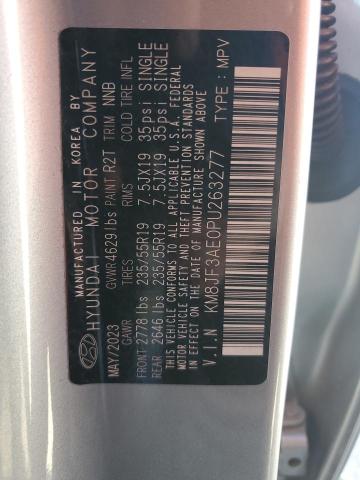 MANUFACTURED IN KOREA BY
HYUNDAI MOTOR COMPANY
MAY/2023 GVWR 4629 lbs PAINT R2T TRIM NNB
GAWR TIRES RIMS COLD TIRE INFL
FRONT 2778 lbs 235/55R19 7.5JX19 35psi SINGLE
REAR 2646 lbs 235/55R19 7.5JX19 35psi SINGLE
THIS VEHICLE CONFORMS TO ALL APPLICABLE U.S.A. FEDERAL
MOTOR VEHICLE SAFETY, BUMPER, AND THEFT PREVENTION
STANDARDS IN EFFECT ON THE DATE OF MANUFACTURE SHOWN ABOVE
V.I.N : KM8JF3AE0PU263277 TYPE : MPV